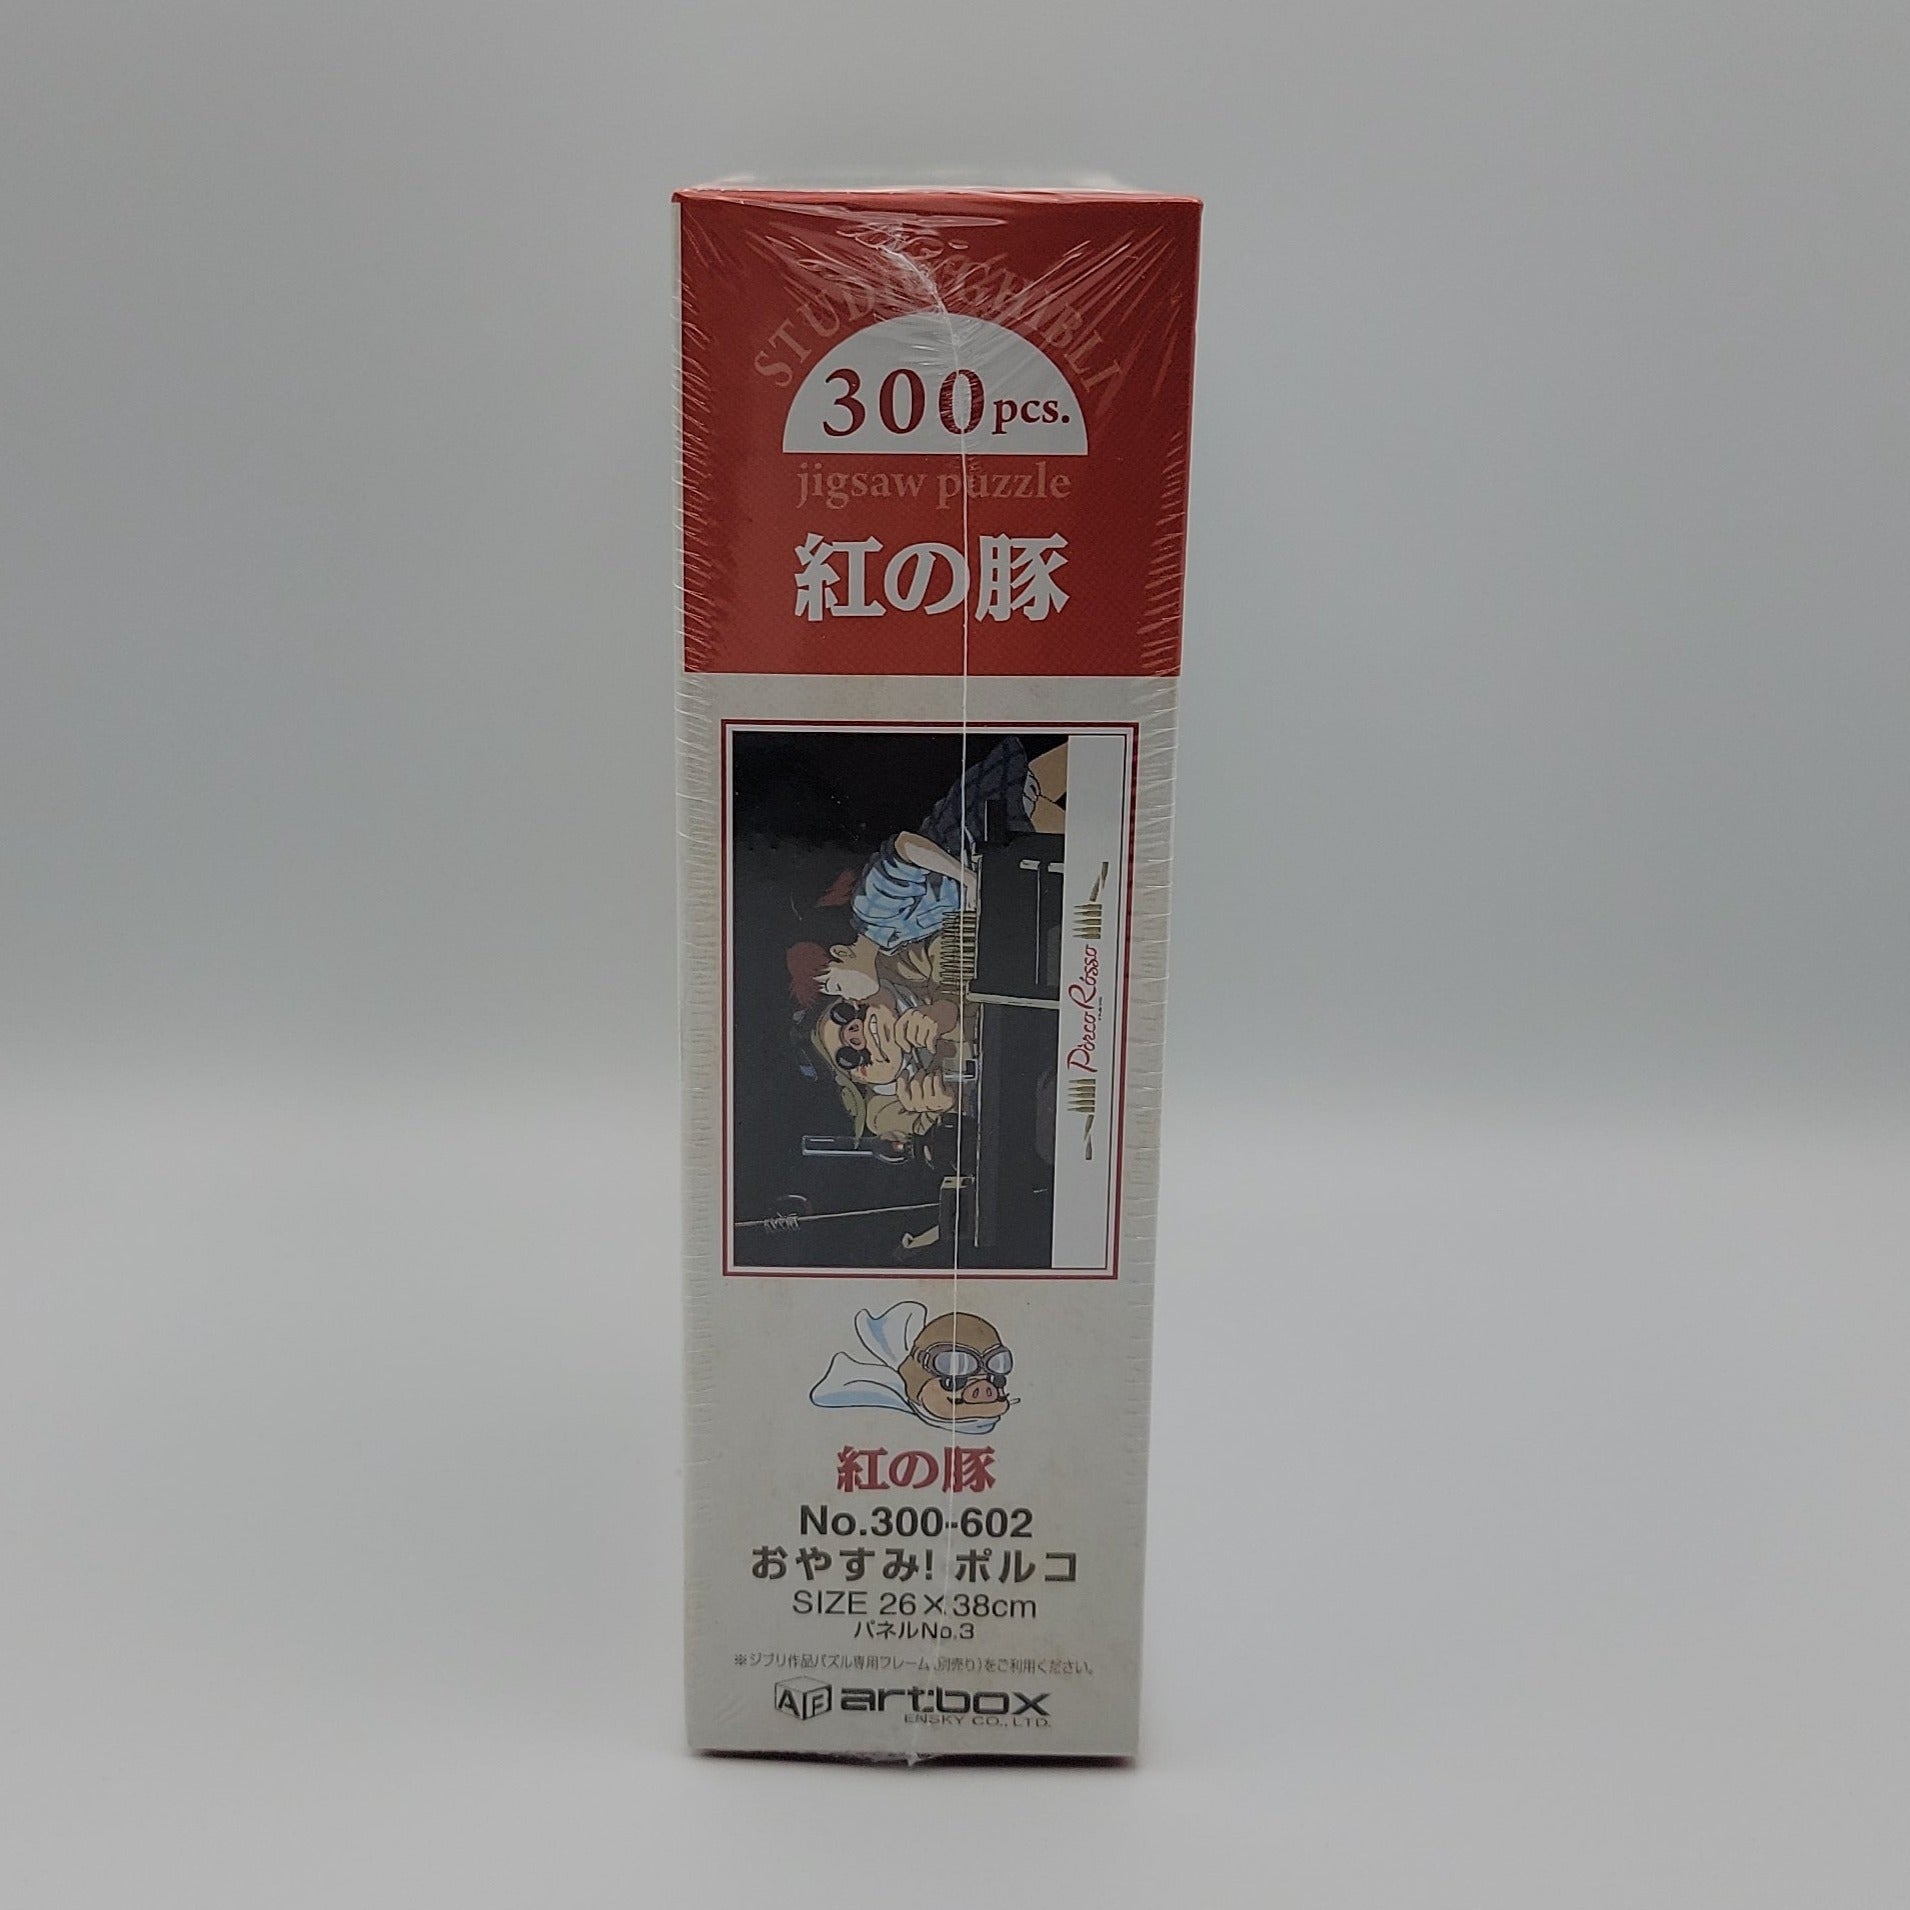 STUDIO GHIBLI
300pcs.
jigsaw puzzle
紅の豚
Porco Rosso
紅の豚
No.300-602
おやすみ! ポルコ
SIZE 26×38cm
パネルNo.3
※ジブリ作品パズル専用フレーム(別売り)をご利用ください。
AB artbox
ENSKY CO., LTD.